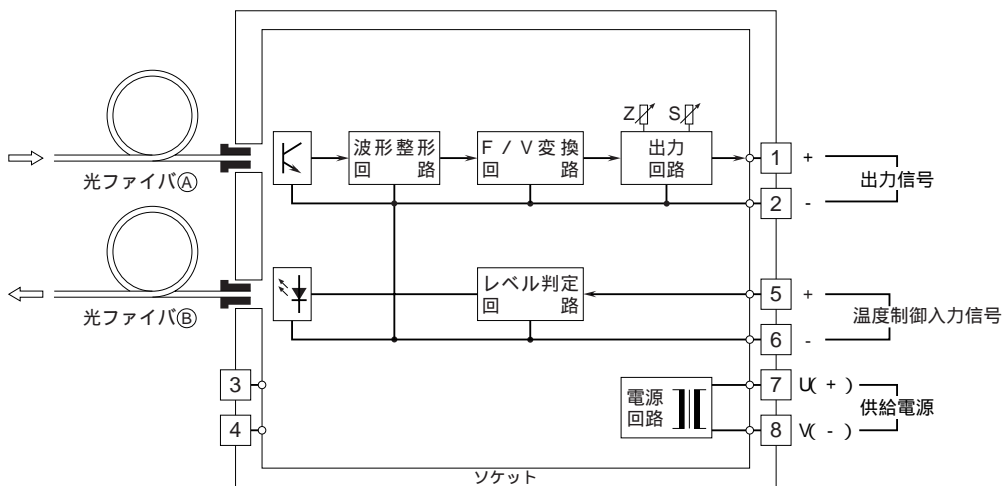 Z S
波形整形
回 路
F / V 変換
回 路
出力
回路
1 +
出力信号
2 -
光ファイバⒶ
レベル判定
回 路
5 +
温度制御入力信号
6 -
光ファイバⒷ
3
4
電源
回路
7 U( + )
供給電源
8 V( - )
ソケット